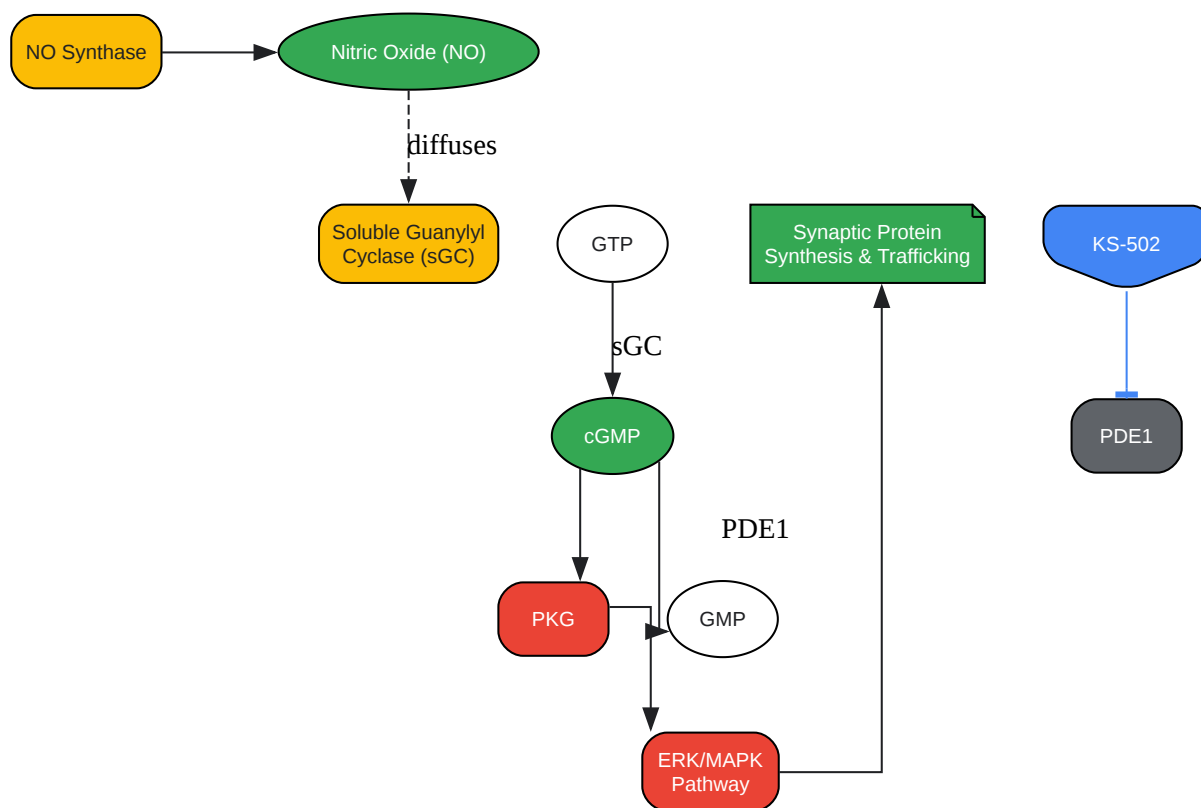 NO Synthase
Nitric Oxide (NO)
diffuses
Soluble Guanylyl
Cyclase (sGC)
GTP
Synaptic Protein
Synthesis & Trafficking
KS-502
sGC
cGMP
PDE1
PDE1
PKG
GMP
ERK/MAPK
Pathway